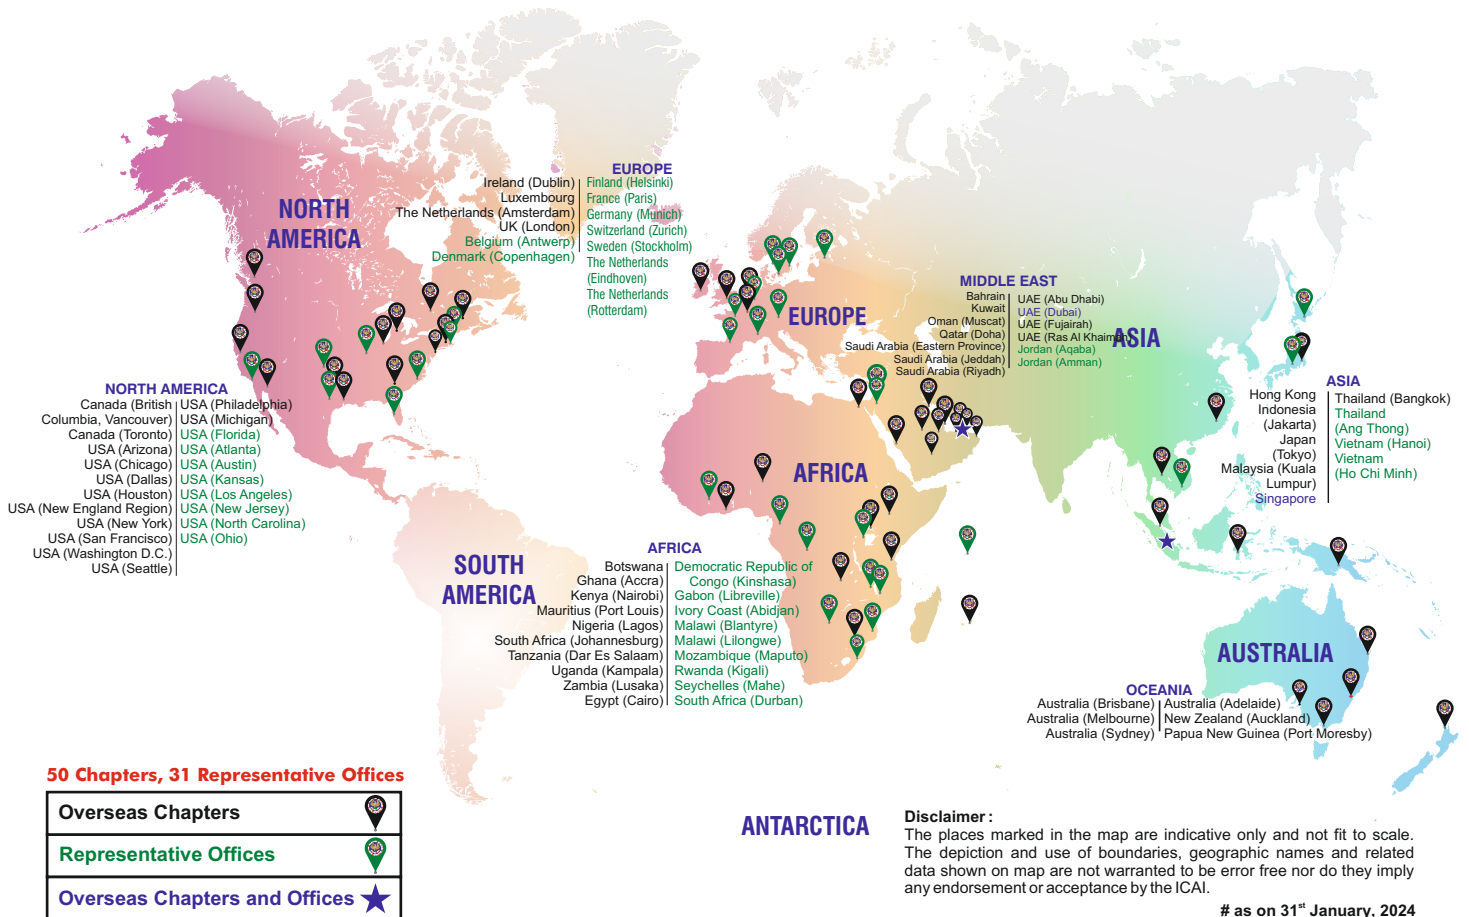 NORTH
AMERICA
EUROPE
Ireland (Dublin)
Luxembourg
The Netherlands (Amsterdam)
UK (London)
Belgium (Antwerp)
Denmark (Copenhagen)
Finland (Helsinki)
France (Paris)
Germany (Munich)
Switzerland (Zurich)
Sweden (Stockholm)
The Netherlands
(Eindhoven)
The Netherlands
(Rotterdam)
EUROPE
MIDDLE EAST
Bahrain
Kuwait
Oman (Muscat)
Qatar (Doha)
Saudi Arabia (Eastern Province)
Saudi Arabia (Jeddah)
Saudi Arabia (Riyadh)
UAE (Abu Dhabi)
UAE (Dubai)
UAE (Fujairah)
UAE (Ras Al Khaimah)
Jordan (Aqaba)
Jordan (Amman)
ASIA
NORTH AMERICA
Canada (British
Columbia, Vancouver)
Canada (Toronto)
USA (Arizona)
USA (Chicago)
USA (Dallas)
USA (Houston)
USA (New England Region)
USA (New York)
USA (San Francisco)
USA (Washington D.C.)
USA (Seattle)
USA (Philadelphia)
USA (Michigan)
USA (Florida)
USA (Atlanta)
USA (Austin)
USA (Kansas)
USA (Los Angeles)
USA (New Jersey)
USA (North Carolina)
USA (Ohio)
ASIA
Hong Kong
Indonesia
(Jakarta)
Japan
(Tokyo)
Malaysia (Kuala
Lumpur)
Singapore
Thailand (Bangkok)
Thailand
(Ang Thong)
Vietnam (Hanoi)
Vietnam
(Ho Chi Minh)
AFRICA
SOUTH
AMERICA
AFRICA
Botswana
Ghana (Accra)
Kenya (Nairobi)
Mauritius (Port Louis)
Nigeria (Lagos)
South Africa (Johannesburg)
Tanzania (Dar Es Salaam)
Uganda (Kampala)
Zambia (Lusaka)
Egypt (Cairo)
Democratic Republic of
Congo (Kinshasa)
Gabon (Libreville)
Ivory Coast (Abidjan)
Malawi (Blantyre)
Malawi (Lilongwe)
Mozambique (Maputo)
Rwanda (Kigali)
Seychelles (Mahe)
South Africa (Durban)
AUSTRALIA
OCEANIA
Australia (Brisbane)
Australia (Melbourne)
Australia (Sydney)
Australia (Adelaide)
New Zealand (Auckland)
Papua New Guinea (Port Moresby)
50 Chapters, 31 Representative Offices
Overseas Chapters
Representative Offices
Overseas Chapters and Offices
ANTARCTICA
Disclaimer :
The places marked in the map are indicative only and not fit to scale.
The depiction and use of boundaries, geographic names and related
data shown on map are not warranted to be error free nor do they imply
any endorsement or acceptance by the ICAI.
# as on 31st January, 2024